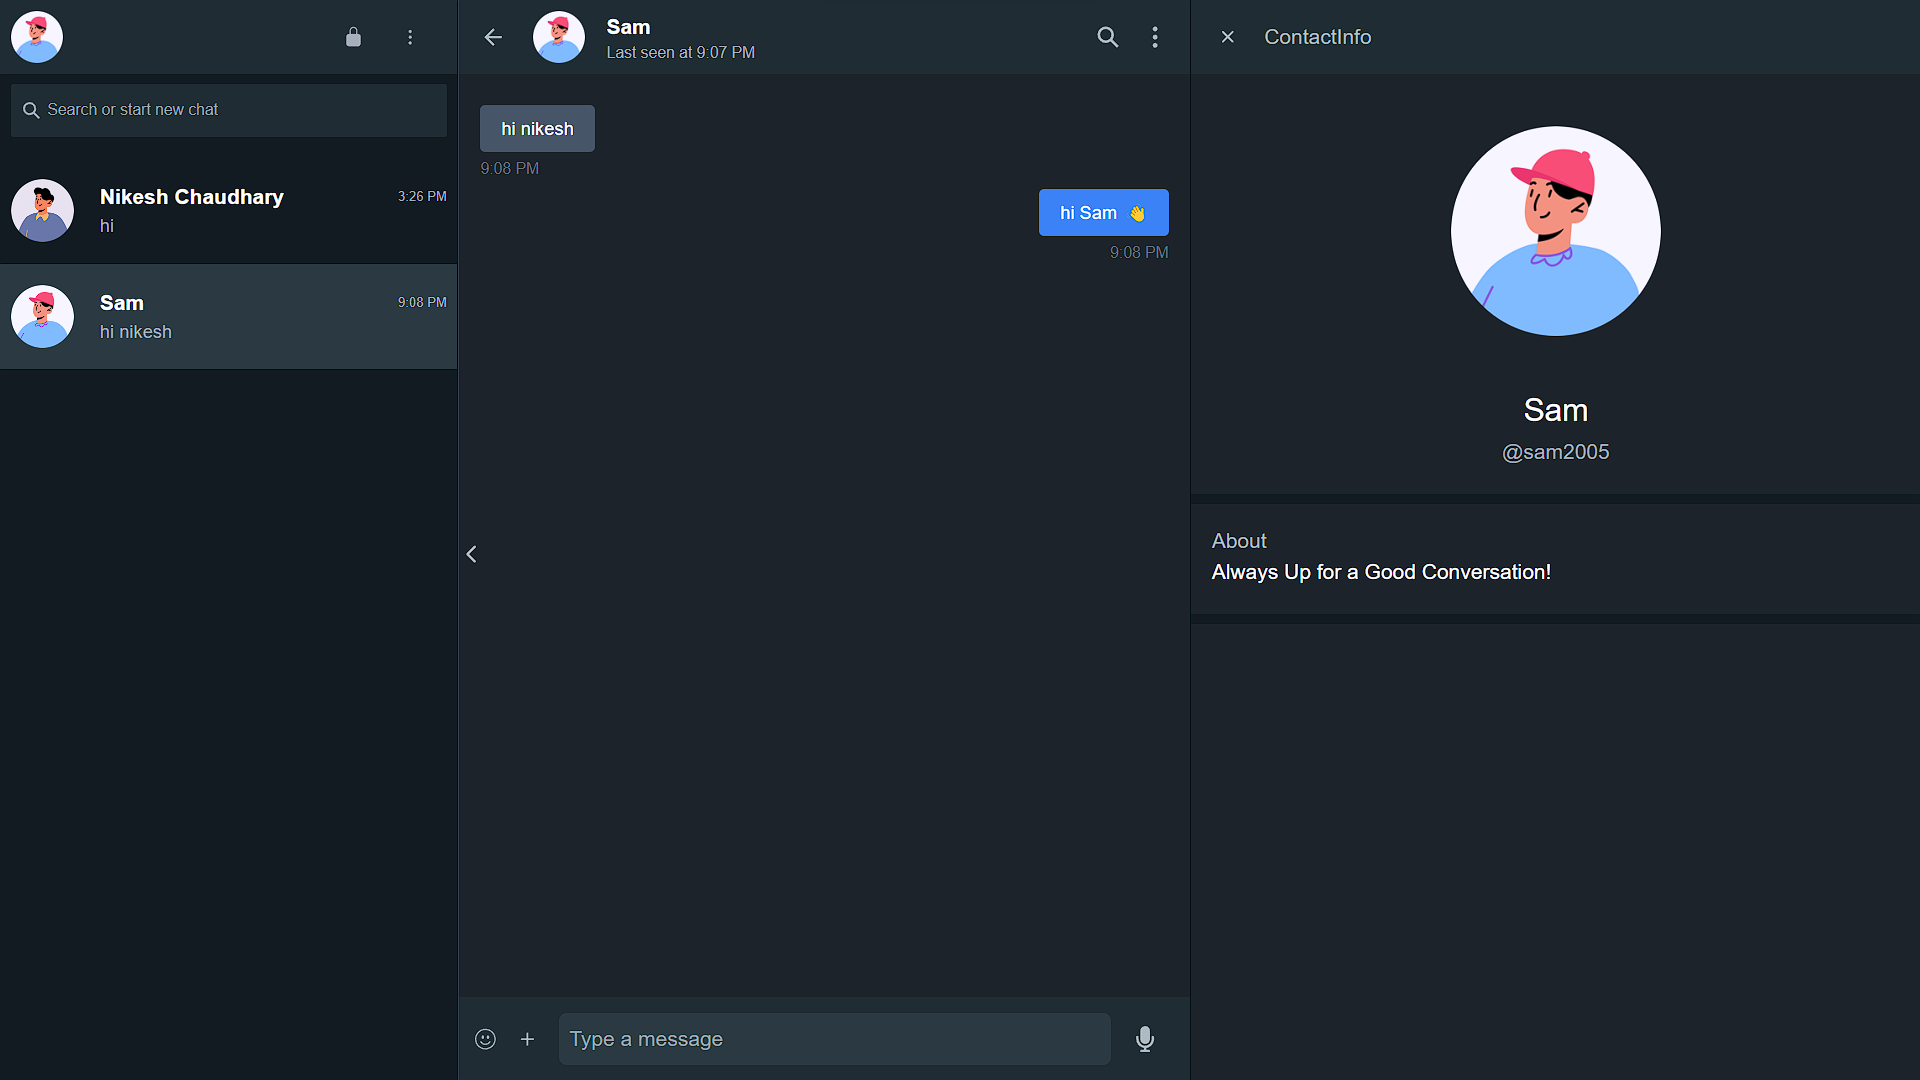 Search or start new chat
Nikesh Chaudhary
3:26 PM
hi
Sam
9:08 PM
hi nikesh
Sam
Last seen at 9:07 PM
hi nikesh
9:08 PM
hi Sam 👋
9:08 PM
Type a message
ContactInfo
Sam
@sam2005
About
Always Up for a Good Conversation!